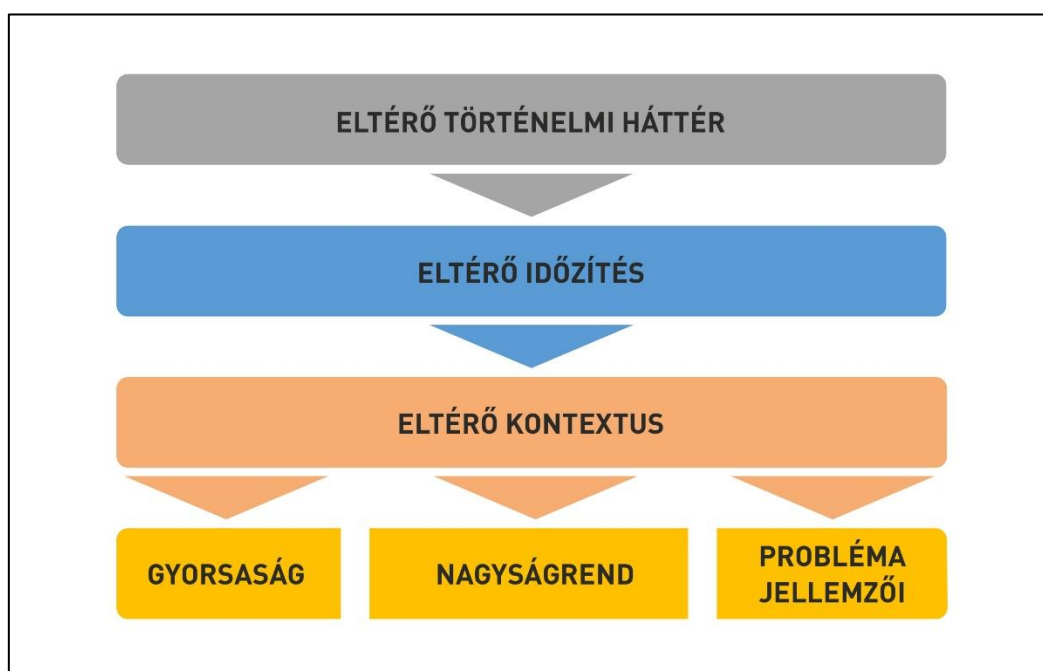 ELTÉRŐ TÖRTÉNELMI HÁTTÉR
ELTÉRŐ IDŐZÍTÉS
ELTÉRŐ KONTEXTUS
GYORSASÁG
NAGYSÁGREND
PROBLÉMA
JELLEMZŐI